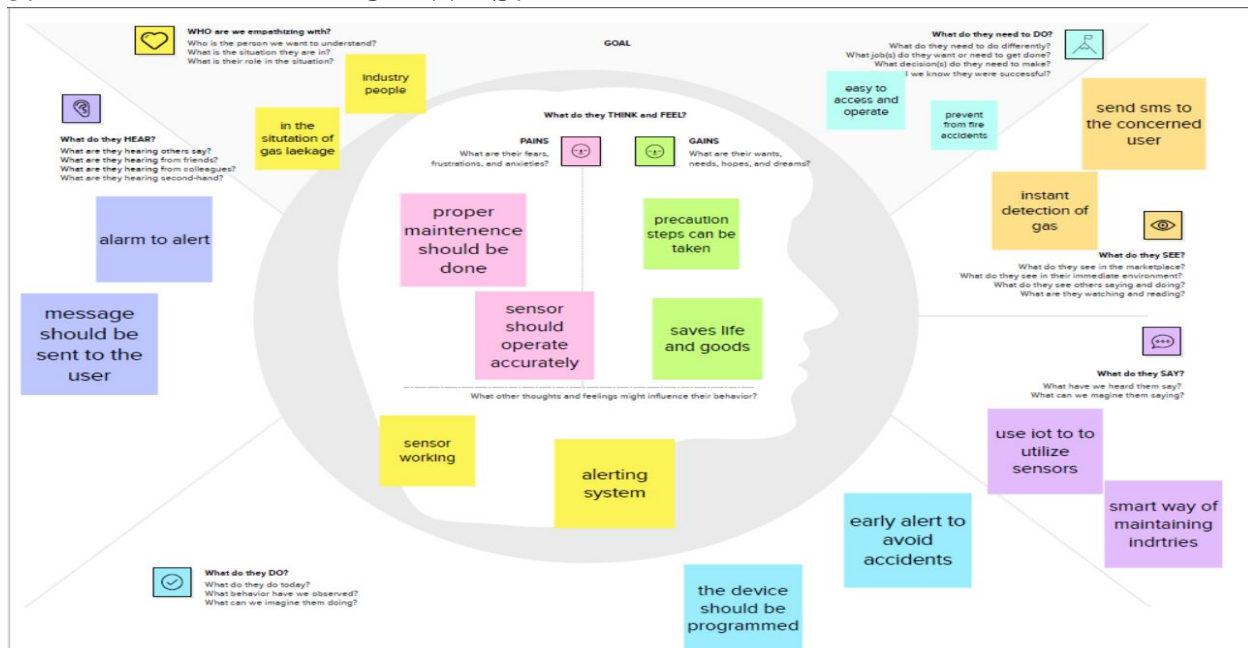 WHO are we empathizing with?
Who is the person we want to understand?
What is the situation they are in?
What is their role in the situation?
GOAL
What do they need to DO?
What do they need to do differently?
What job(s) do they want or need to get done?
What decision(s) do they need to make?
we know they were successful?
Industry
people
in the
situtation of
gas laekage
easy to
access and
operate
prevent
from fire
accidents
send sms to
the concerned
user
What do they HEAR?
What are they hearing others say?
What are they hearing from friends?
What are they hearing from colleagues?
What are they hearing second-hand?
alarm to alert
message
should be
sent to the
user
What do they THINK and FEEL?
PAINS
What are their fears,
frustrations, and anxieties?
GAINS
What are their wants,
needs, hopes, and dreams?
proper
maintenence
should be
done
sensor
should
operate
accurately
precaution
steps can be
taken
saves life
and goods
instant
detection of
gas
What do they SEE?
What do they see in the marketplace?
What do they see in their immediate environment?
What do they see others saying and doing?
What are they watching and reading?
What other thoughts and feelings might influence their behavior?
sensor
working
alerting
system
What do they SAY?
What have we heard them say?
What can we magine them saying?
use iot to to
utilize
sensors
smart way of
maintaining
indrtries
What do they DO?
What do they do today?
What behavior have we observed?
What can we imagine them doing?
early alert to
avoid
accidents
the device
should be
programmed